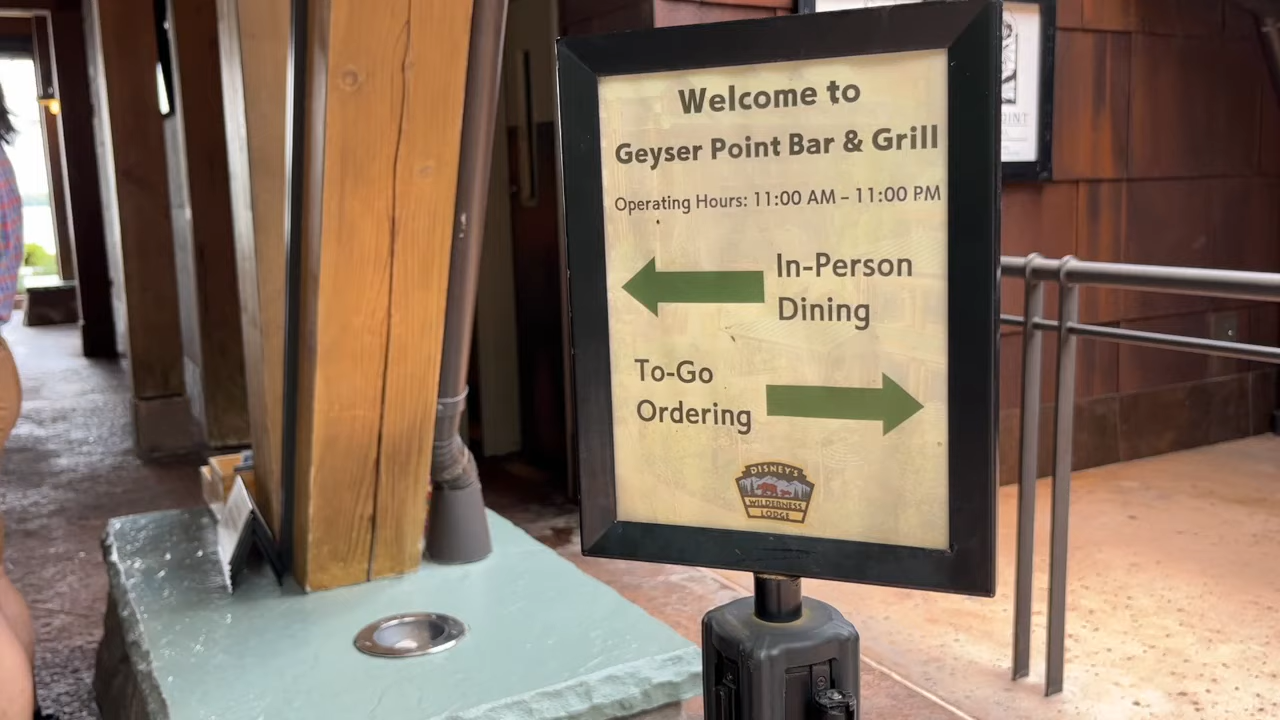 Welcome to
Geyser Point Bar & Grill
Operating Hours: 11:00 AM – 11:00 PM
In-Person
Dining
To-Go
Ordering
DISNEY'S
WILDERNESS
LODGE